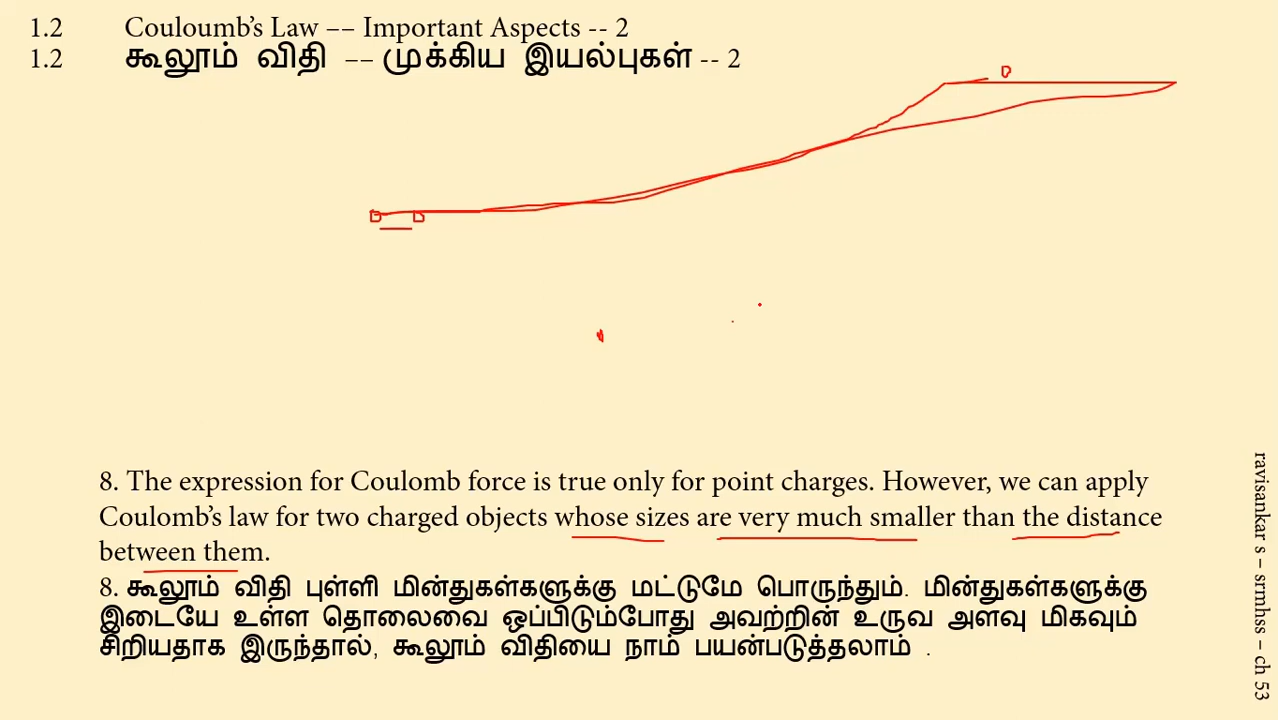 1.2 Couloumb's Law –– Important Aspects -- 2
1.2 கூலூம் விதி –– முக்கிய இயல்புகள் -- 2
8. The expression for Coulomb force is true only for point charges. However, we can apply
Coulomb's law for two charged objects whose sizes are very much smaller than the distance
between them.
8. கூலூம் விதி புள்ளி மின்துகள்களுக்கு மட்டுமே பொருந்தும். மின்துகள்களுக்கு
இடையே உள்ள தொலைவை ஒப்பிடும்போது அவற்றின் உருவ அளவு மிகவும்
சிறியதாக இருந்தால், கூலூம் விதியை நாம் பயன்படுத்தலாம் .
ravisankar s – srmhss – ch 53